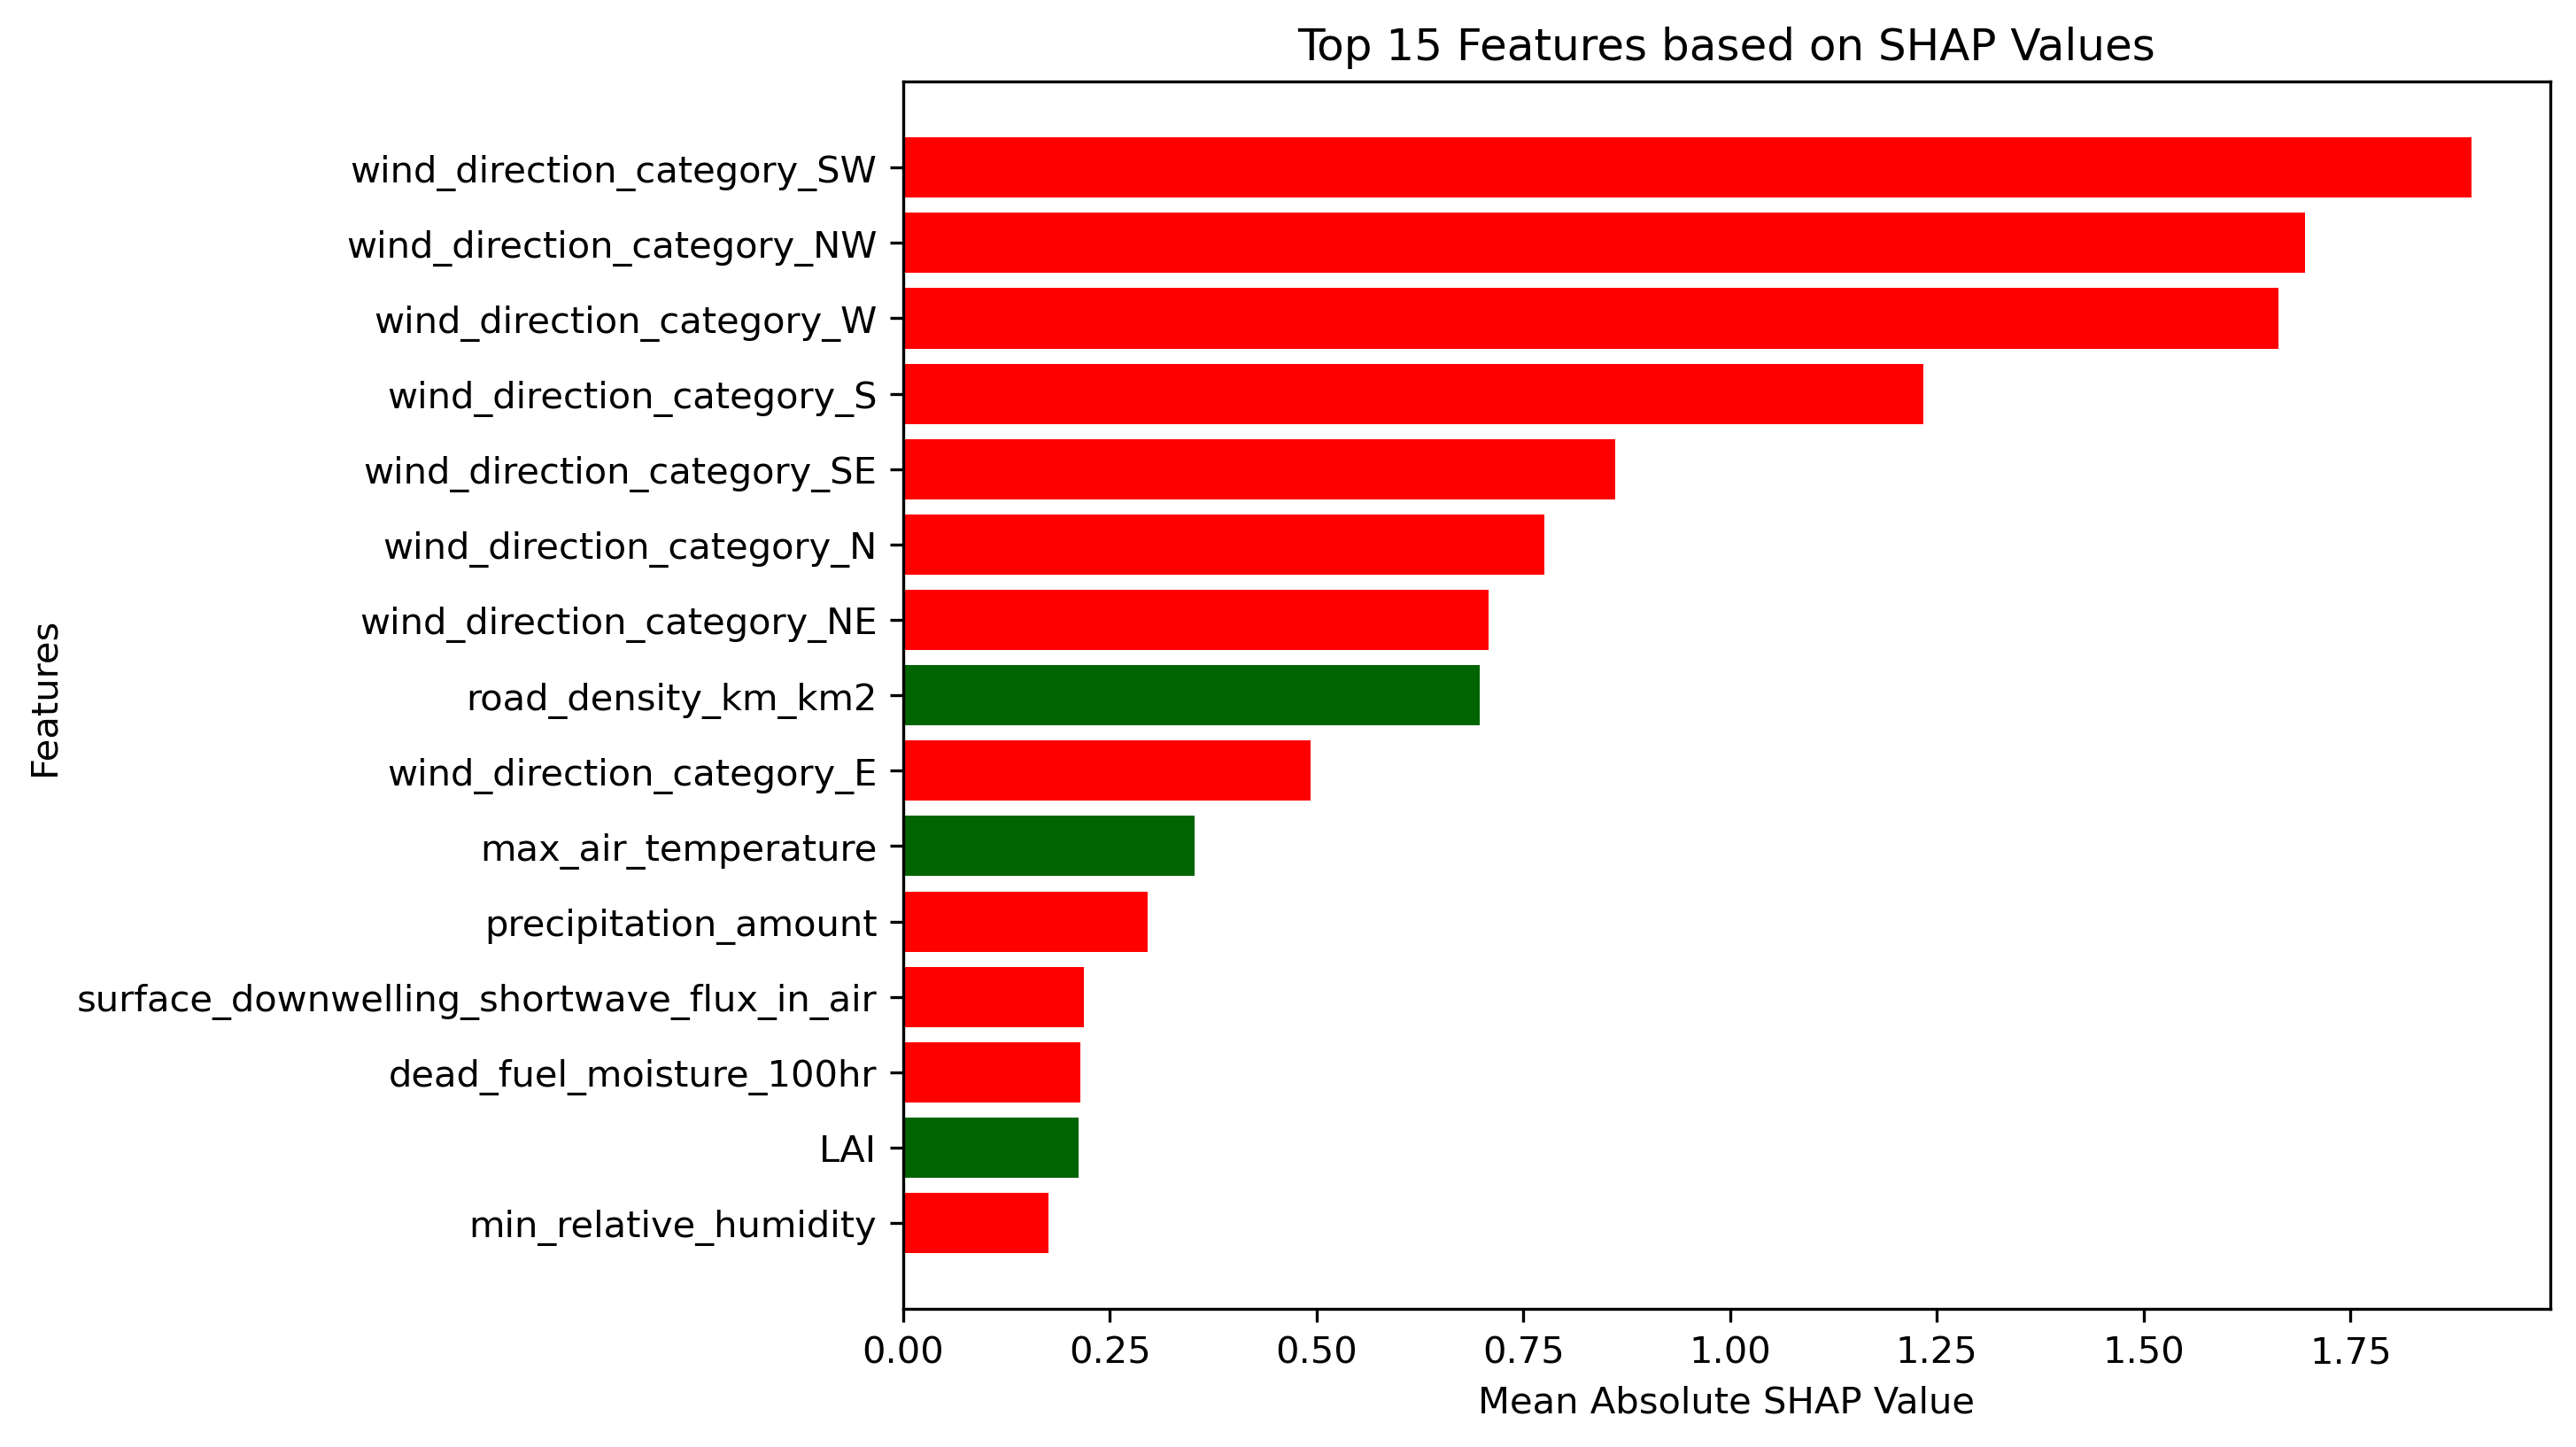 Top 15 Features based on SHAP Values
wind_direction_category_SW
wind_direction_category_NW
wind_direction_category_W
wind_direction_category_S
wind_direction_category_SE
wind_direction_category_N
wind_direction_category_NE
road_density_km_km2
wind_direction_category_E
max_air_temperature
precipitation_amount
surface_downwelling_shortwave_flux_in_air
dead_fuel_moisture_100hr
LAI
min_relative_humidity
Features
0.00 0.25 0.50 0.75 1.00 1.25 1.50 1.75
Mean Absolute SHAP Value